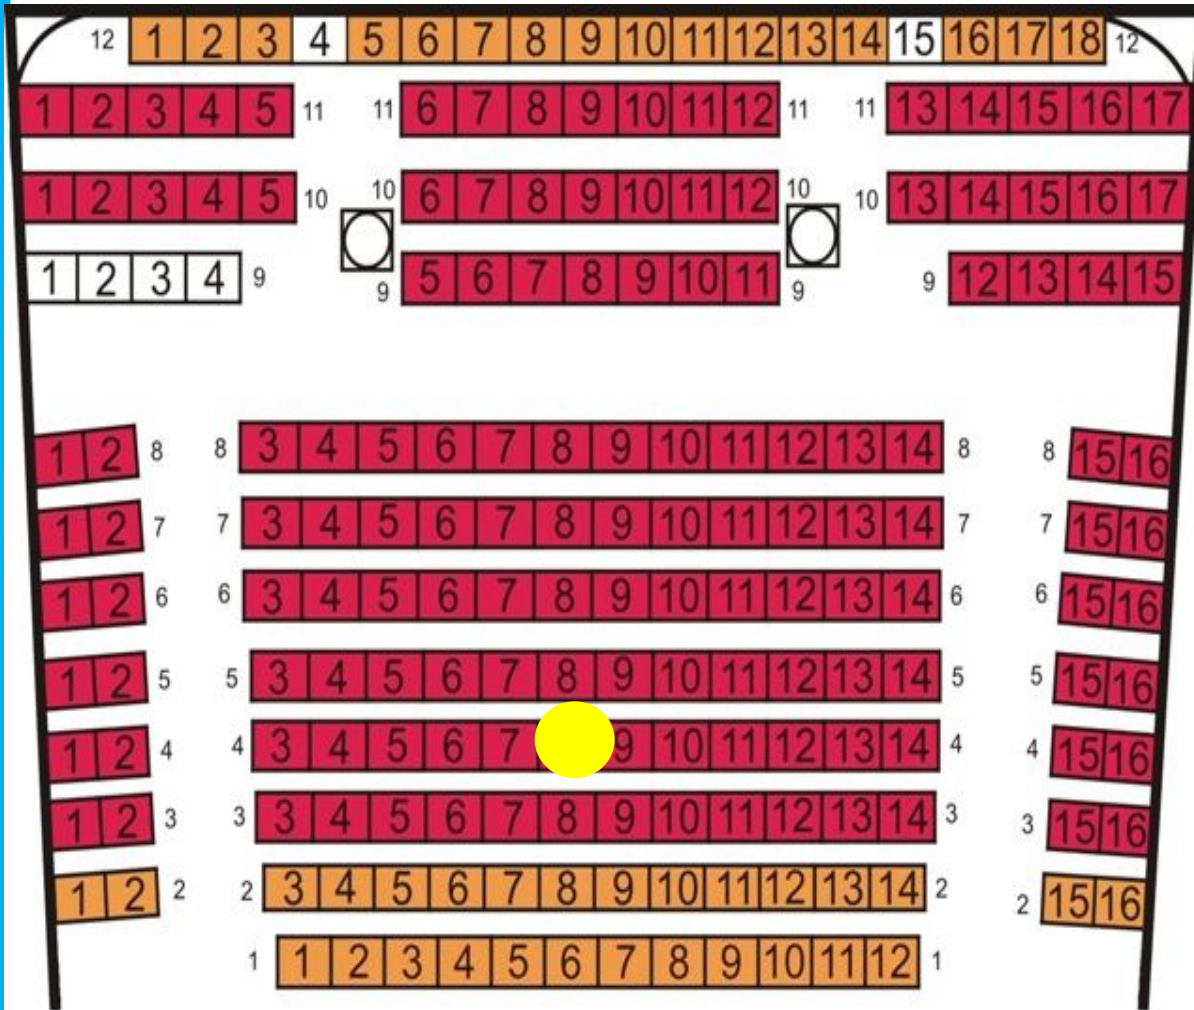 12 1 2 3 4 5 6 7 8 9 10 11 12 13 14 15 16 17 18 12
1 2 3 4 5 11 11 6 7 8 9 10 11 12 11 11 13 14 15 16 17
1 2 3 4 5 10 10 6 7 8 9 10 11 12 10 10 13 14 15 16 17
1 2 3 4 9 9 5 6 7 8 9 10 11 9 9 12 13 14 15
1 2 8 8 3 4 5 6 7 8 9 10 11 12 13 14 8 8 15 16
1 2 7 7 3 4 5 6 7 8 9 10 11 12 13 14 7 7 15 16
1 2 6 6 3 4 5 6 7 8 9 10 11 12 13 14 6 6 15 16
1 2 5 5 3 4 5 6 7 8 9 10 11 12 13 14 5 5 15 16
1 2 4 4 3 4 5 6 7 9 10 11 12 13 14 4 4 15 16
1 2 3 3 3 4 5 6 7 8 9 10 11 12 13 14 3 3 15 16
1 2 2 2 3 4 5 6 7 8 9 10 11 12 13 14 2 2 15 16
1 1 2 3 4 5 6 7 8 9 10 11 12 1